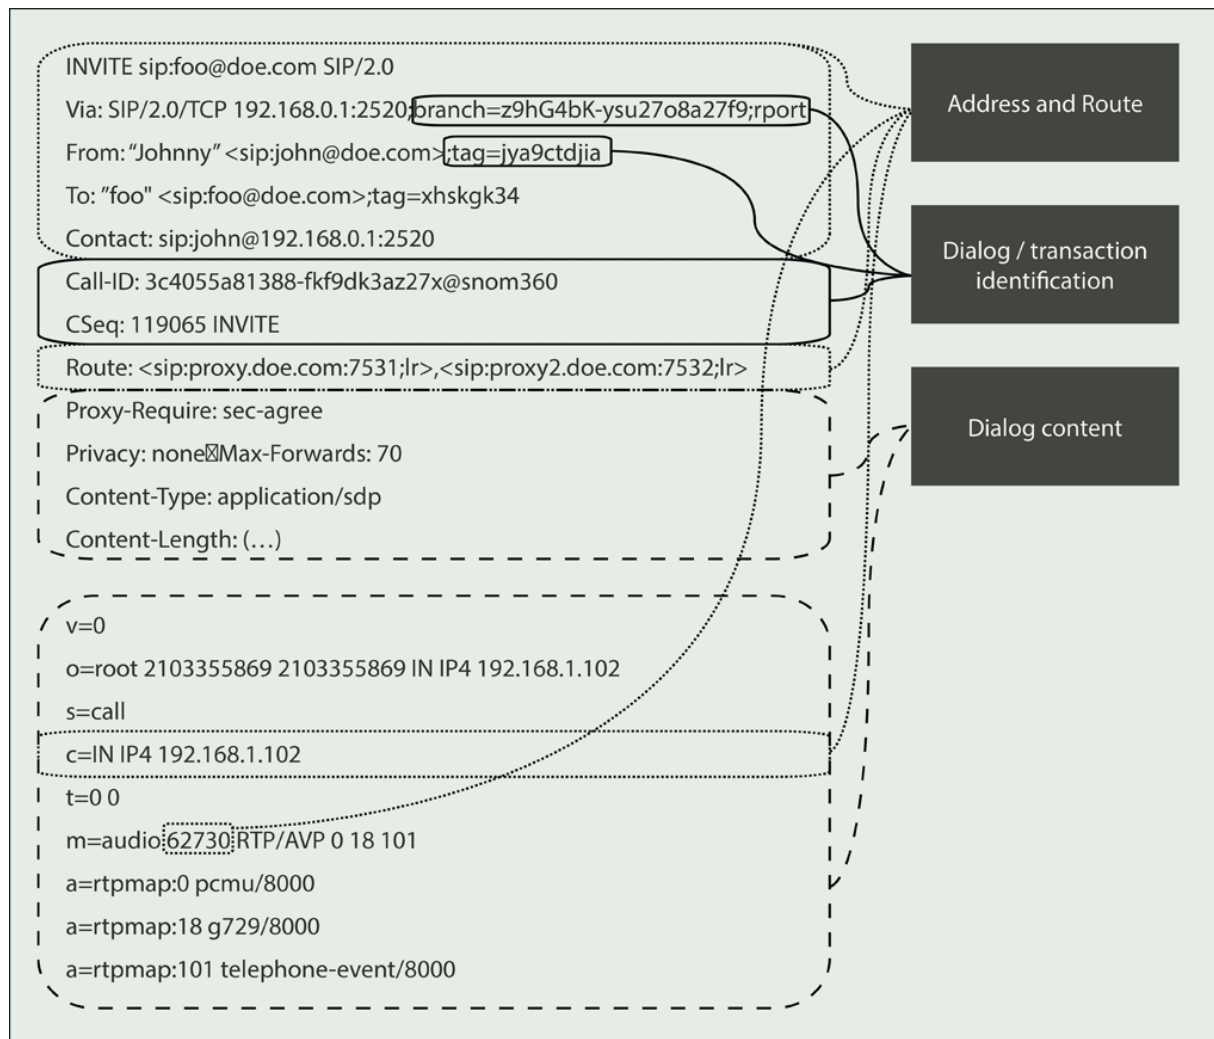 INVITE sip:foo@doe.com SIP/2.0
Via: SIP/2.0/TCP 192.168.0.1:2520;branch=z9hG4bK-ysu27o8a27f9;rport
From: “Johnny” <sip:john@doe.com>;tag=jya9ctdjia
To: ”foo" <sip:foo@doe.com>;tag=xhskgk34
Contact: sip:john@192.168.0.1:2520
Call-ID: 3c4055a81388-fkf9dk3az27x@snom360
CSeq: 119065 INVITE
Route: <sip:proxy.doe.com:7531;lr>,<sip:proxy2.doe.com:7532;lr>
Proxy-Require: sec-agree
Privacy: none☒Max-Forwards: 70
Content-Type: application/sdp
Content-Length: (…)
v=0
o=root 2103355869 2103355869 IN IP4 192.168.1.102
s=call
c=IN IP4 192.168.1.102
t=0 0
m=audio 62730 RTP/AVP 0 18 101
a=rtpmap:0 pcmu/8000
a=rtpmap:18 g729/8000
a=rtpmap:101 telephone-event/8000
Address and Route
Dialog / transaction
identification
Dialog content